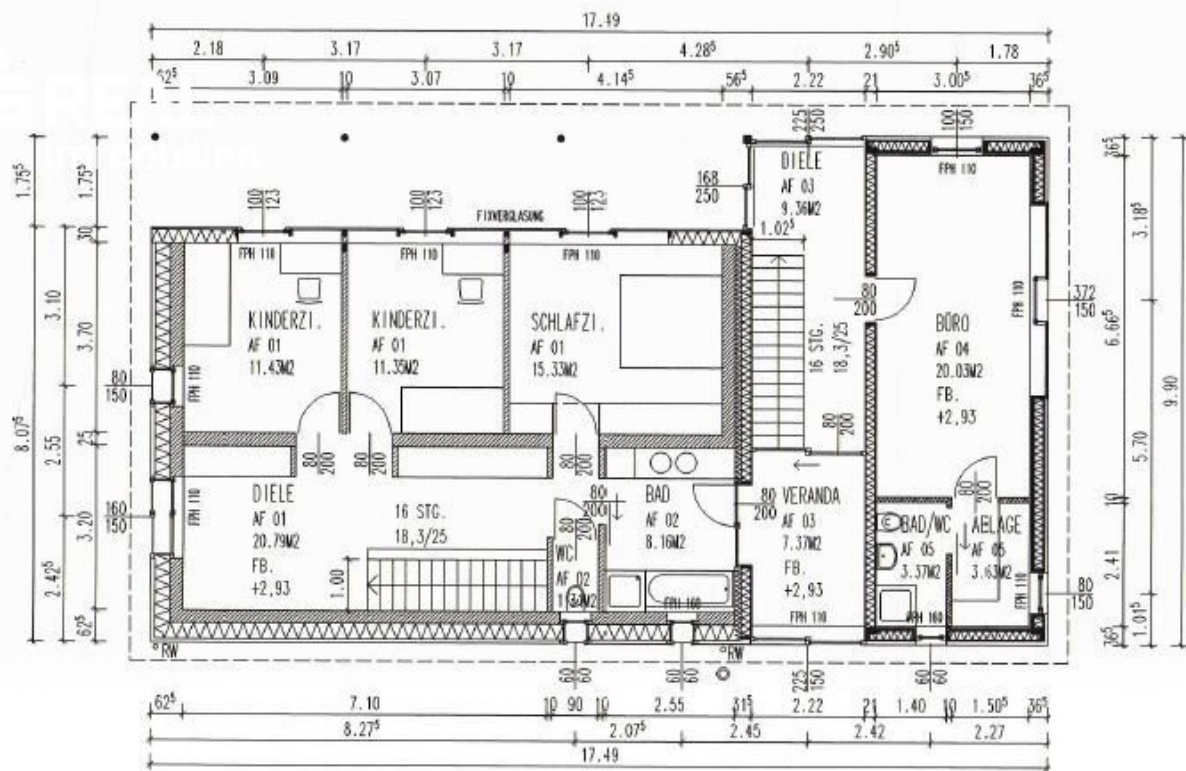 17.49
2.18 3.17 3.17 4.28⁵ 2.90⁵ 1.78
62⁵ 3.09 10 3.07 10 4.14⁵ 56⁵ 2.22 21 3.00⁵ 36⁵
1.75⁵ 1.75⁵
30
3.10
3.70
8.07⁵
2.55
25
3.20
2.42⁵
62⁵
80
150
160
150
100
123
100
123
FIXVERGLASUNG
100
123
168
250
225
250
100
150
FPH 110
FPH 110
FPH 110
FPH 110
KINDERZI.
AF 01
11.43M2
KINDERZI.
AF 01
11.35M2
SCHLAFZI.
AF 01
15.33M2
DIELE
AF 03
9.36M2
1.02⁵
16 STG.
18,3/25
80
200
80
200
BÜRO
AF 04
20.03M2
FB.
+2,93
FPH 110
FPH 110
FPH 110
80
200
80
200
80
200
DIELE
AF 01
20.79M2
FB.
+2,93
16 STG.
18,3/25
1.00
80
200
WC
AF 02
80
200
BAD
AF 02
8.16M2
FPH 160
80
200
VERANDA
AF 03
7.37M2
FB.
+2,93
FPH 110
80
200
BAD/WC
AF 05
3.37M2
FPH 160
ABLAGE
AF 05
3.63M2
FPH 110
372
150
80
150
36⁵
3.18⁵
6.66⁵
9.90
5.70
10
2.41
1.01⁵
36⁵
RW
RW
60
60
60
60
225
150
60
60
62⁵ 7.10 10 90 10 2.55 31⁵ 2.22 21 1.40 10 1.50⁵ 36⁵
8.27⁵ 2.07⁵ 2.45 2.42 2.27
17.49